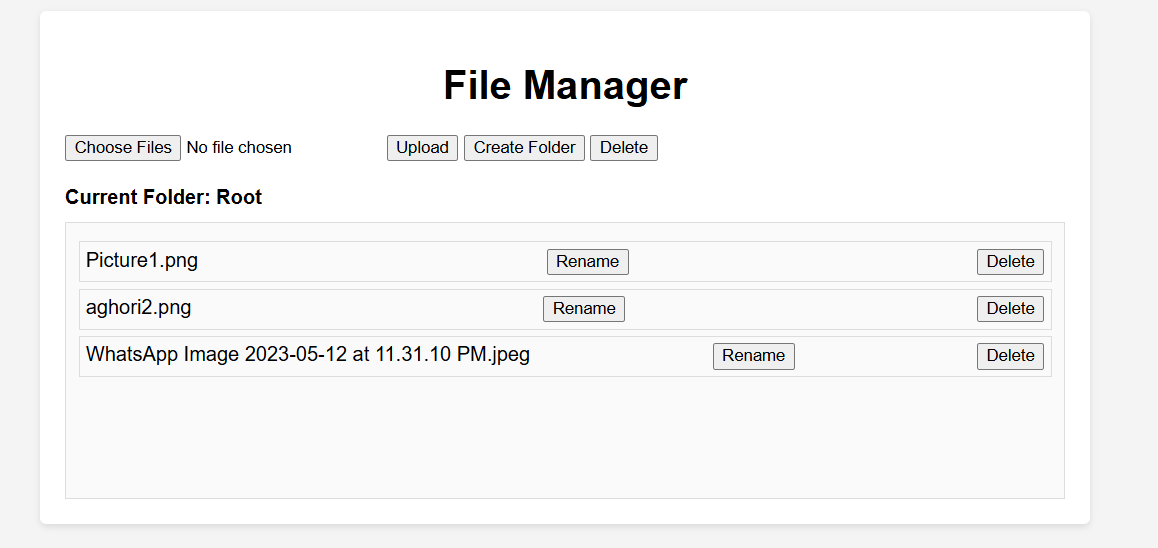 File Manager
Choose Files No file chosen Upload Create Folder Delete
Current Folder: Root
Picture1.png Rename Delete
aghori2.png Rename Delete
WhatsApp Image 2023-05-12 at 11.31.10 PM.jpeg Rename Delete